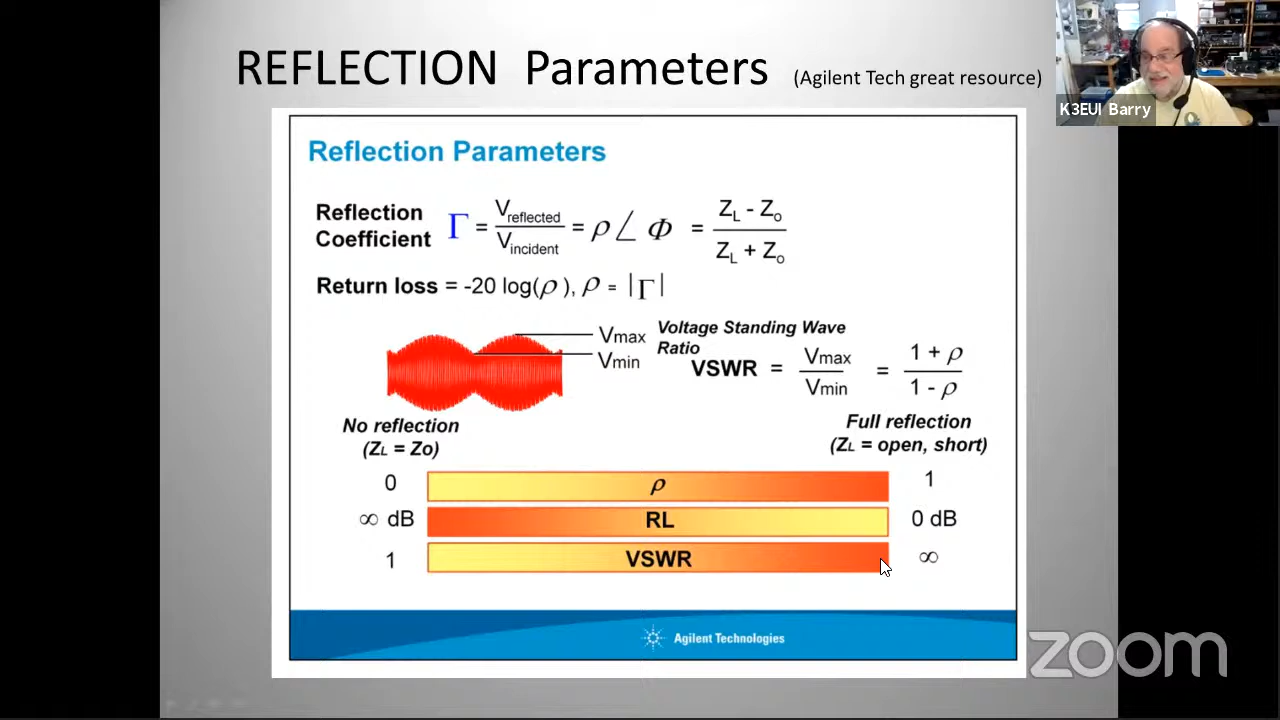 REFLECTION Parameters (Agilent Tech great resource)
K3EUI Barry
Reflection Parameters
Reflection Coefficient Γ = Vreflected / Vincident = ρ∠ Φ = ZL - Zo / ZL + Zo
Return loss = -20 log(ρ), ρ = |Γ|
Vmax
Vmin
Voltage Standing Wave
Ratio
VSWR = Vmax / Vmin = 1 + ρ / 1 - ρ
No reflection
(ZL = Zo)
Full reflection
(ZL = open, short)
0 ρ 1
∞ dB RL 0 dB
1 VSWR ∞
Agilent Technologies
zoom